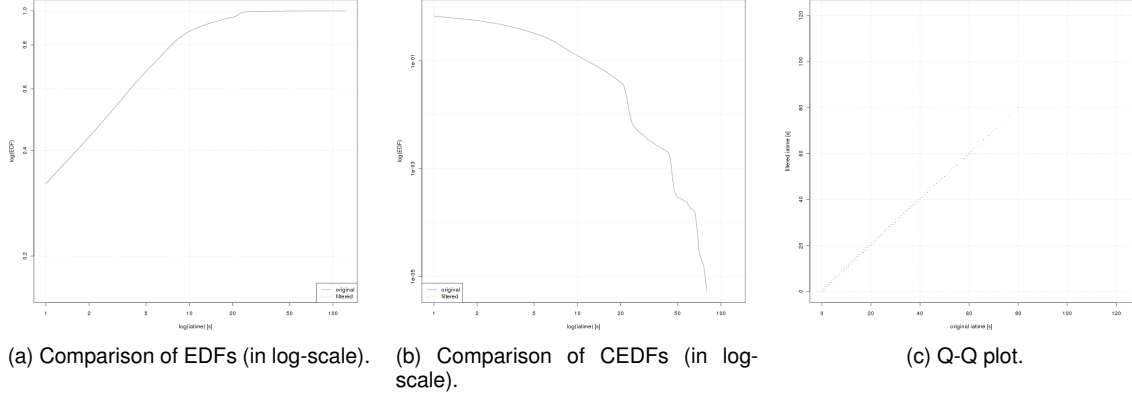 1.0
0.8
0.6
0.4
0.2
log(EDF)
1 2 5 10 20 50 100
log(iatime) [s]
original
filtered
1e-01
1e-03
1e-05
log(EDF)
1 2 5 10 20 50 100
log(iatime) [s]
original
filtered
120
100
80
60
40
20
0
filtered iatime [s]
0 20 40 60 80 100 120
original iatime [s]
(a) Comparison of EDFs (in log-scale).
(b) Comparison of CEDFs (in log-
scale).
(c) Q-Q plot.